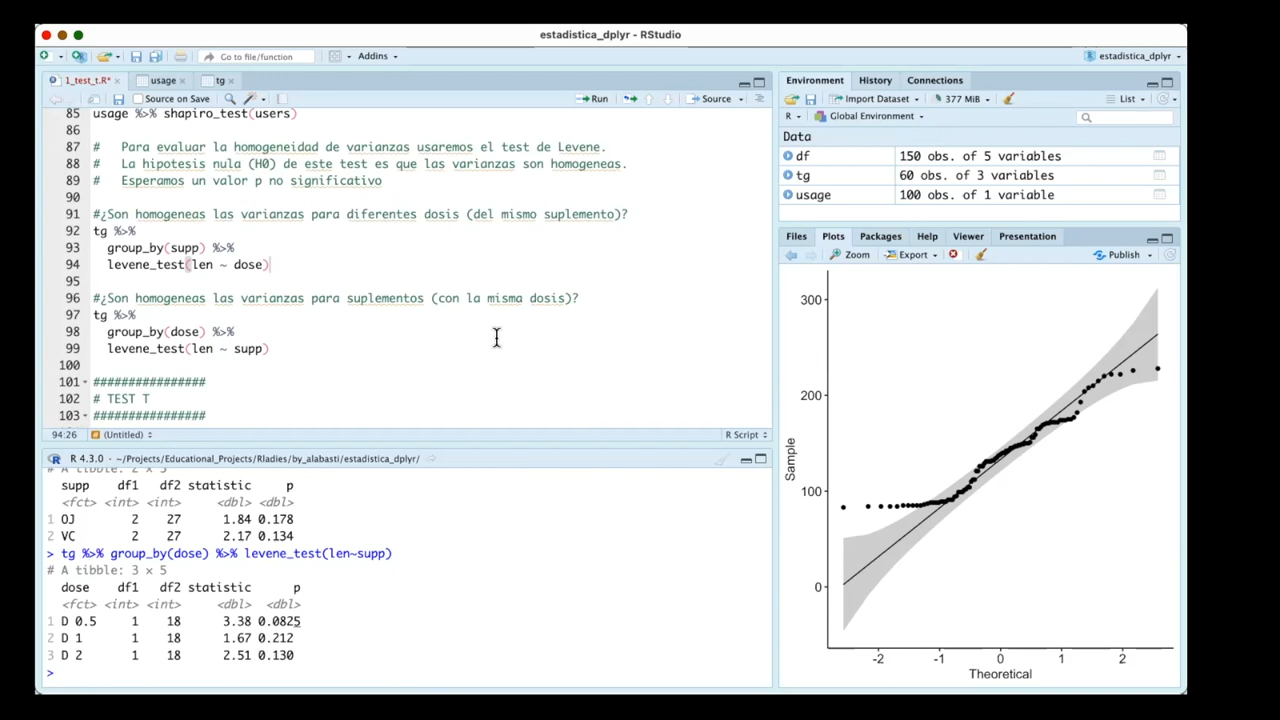 estadistica_dplyr - RStudio
Go to file/function
Addins
estadistica_dplyr
1_test_t.R*
usage
tg
Source on Save
Run
Source
85 usage %>% shapiro_test(users)
86
87 #   Para evaluar la homogeneidad de varianzas usaremos el test de Levene.
88 #   La hipotesis nula (H0) de este test es que las varianzas son homogeneas.
89 #   Esperamos un valor p no significativo
90
91 #¿Son homogeneas las varianzas para diferentes dosis (del mismo suplemento)?
92 tg %>%
93   group_by(supp) %>%
94   levene_test(len ~ dose)
95
96 #¿Son homogeneas las varianzas para suplementos (con la misma dosis)?
97 tg %>%
98   group_by(dose) %>%
99   levene_test(len ~ supp)
100
101 ################
102 # TEST T
103 ################
94:26
(Untitled)
R Script
R 4.3.0 · ~/Projects/Educational_Projects/Rladies/by_alabasti/estadistica_dplyr/
# A tibble: 2 × 5
supp df1 df2 statistic p
<fct> <int> <int> <dbl> <dbl>
1 OJ 2 27 1.84 0.178
2 VC 2 27 2.17 0.134
> tg %>% group_by(dose) %>% levene_test(len~supp)
# A tibble: 3 × 5
dose df1 df2 statistic p
<fct> <int> <int> <dbl> <dbl>
1 D 0.5 1 18 3.38 0.0825
2 D 1 1 18 1.67 0.212
3 D 2 1 18 2.51 0.130
>
Environment
History
Connections
Import Dataset
377 MiB
List
R
Global Environment
Data
df 150 obs. of 5 variables
tg 60 obs. of 3 variables
usage 100 obs. of 1 variable
Files
Plots
Packages
Help
Viewer
Presentation
Zoom
Export
Publish
300
200
100
0
Sample
-2 -1 0 1 2
Theoretical